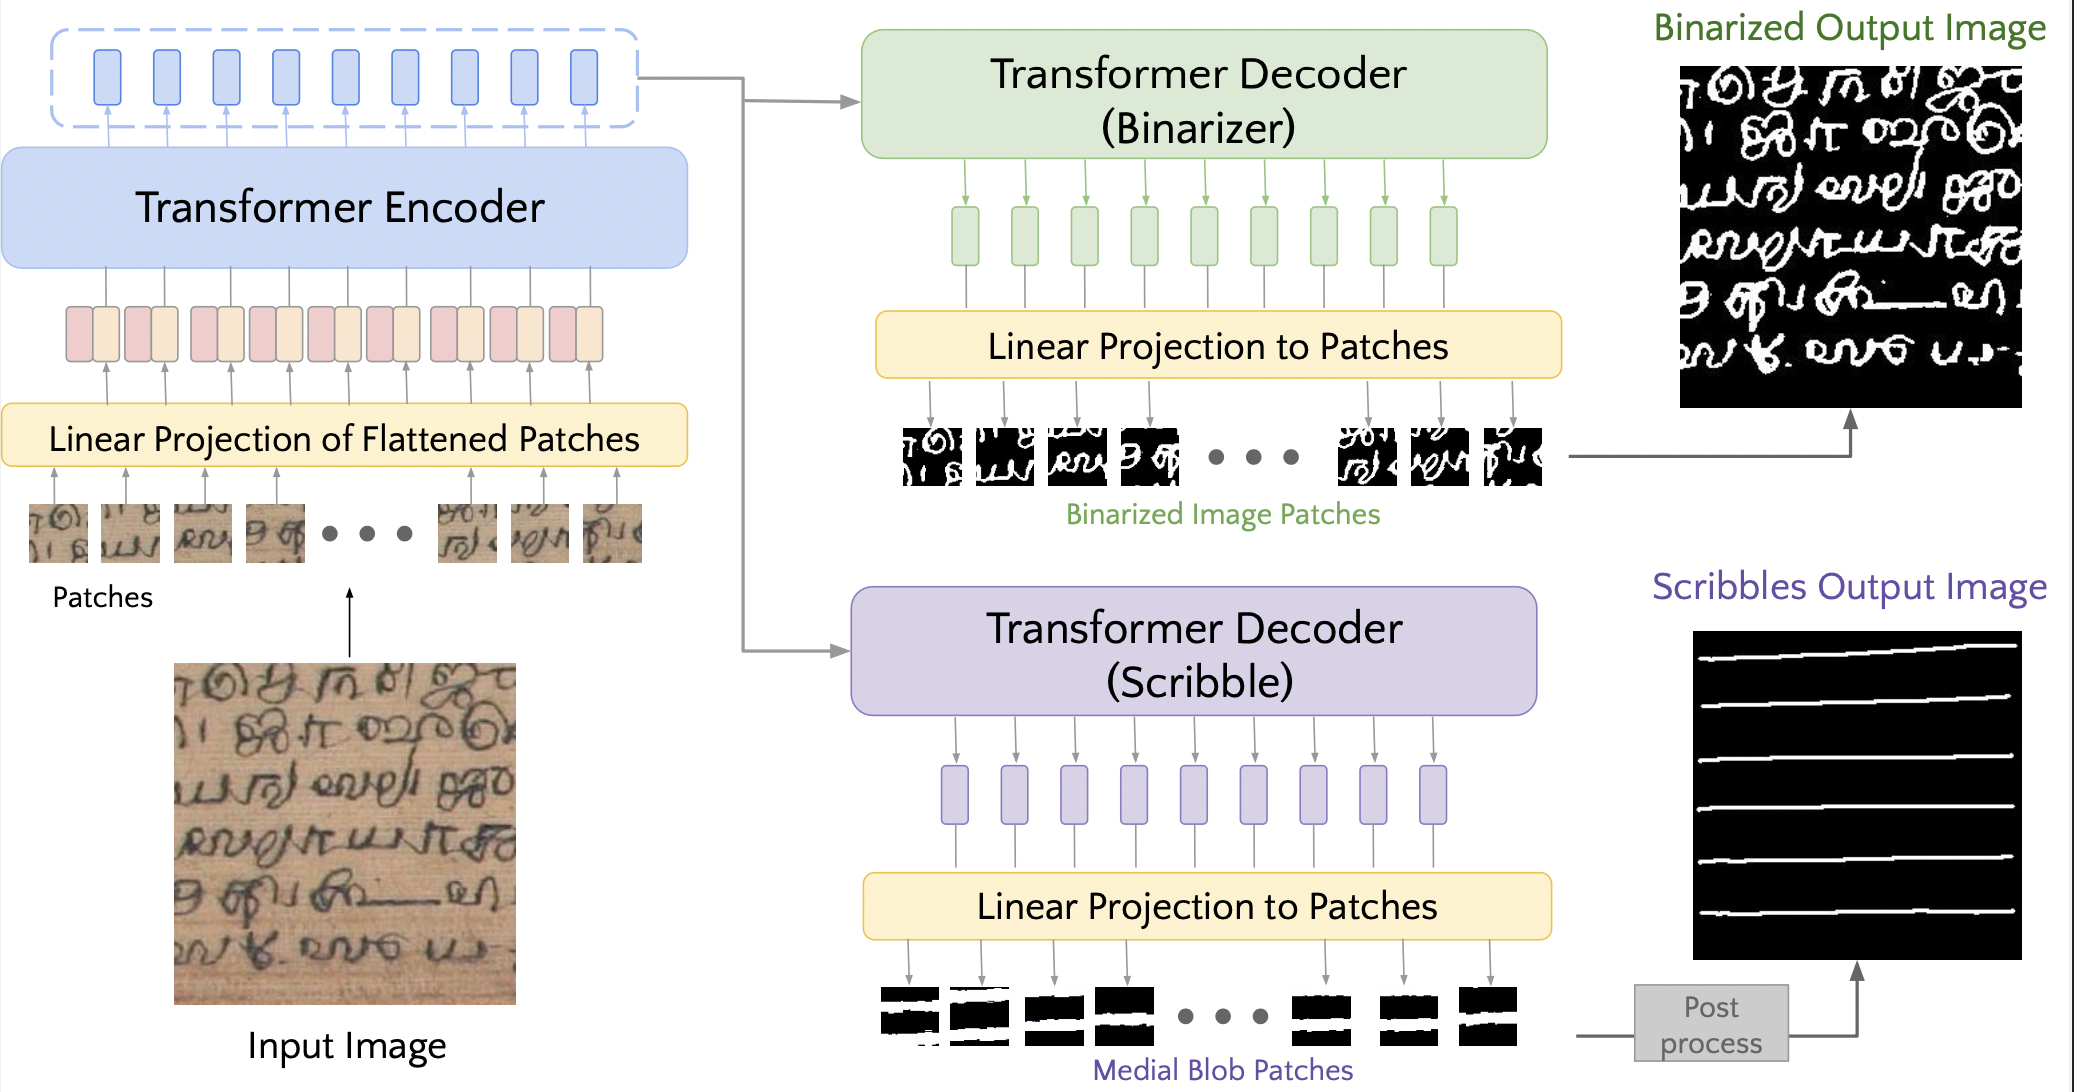 Transformer Encoder
Linear Projection of Flattened Patches
Patches
Input Image
Transformer Decoder
(Binarizer)
Linear Projection to Patches
Binarized Image Patches
Binarized Output Image
Transformer Decoder
(Scribble)
Linear Projection to Patches
Medial Blob Patches
Post
process
Scribbles Output Image